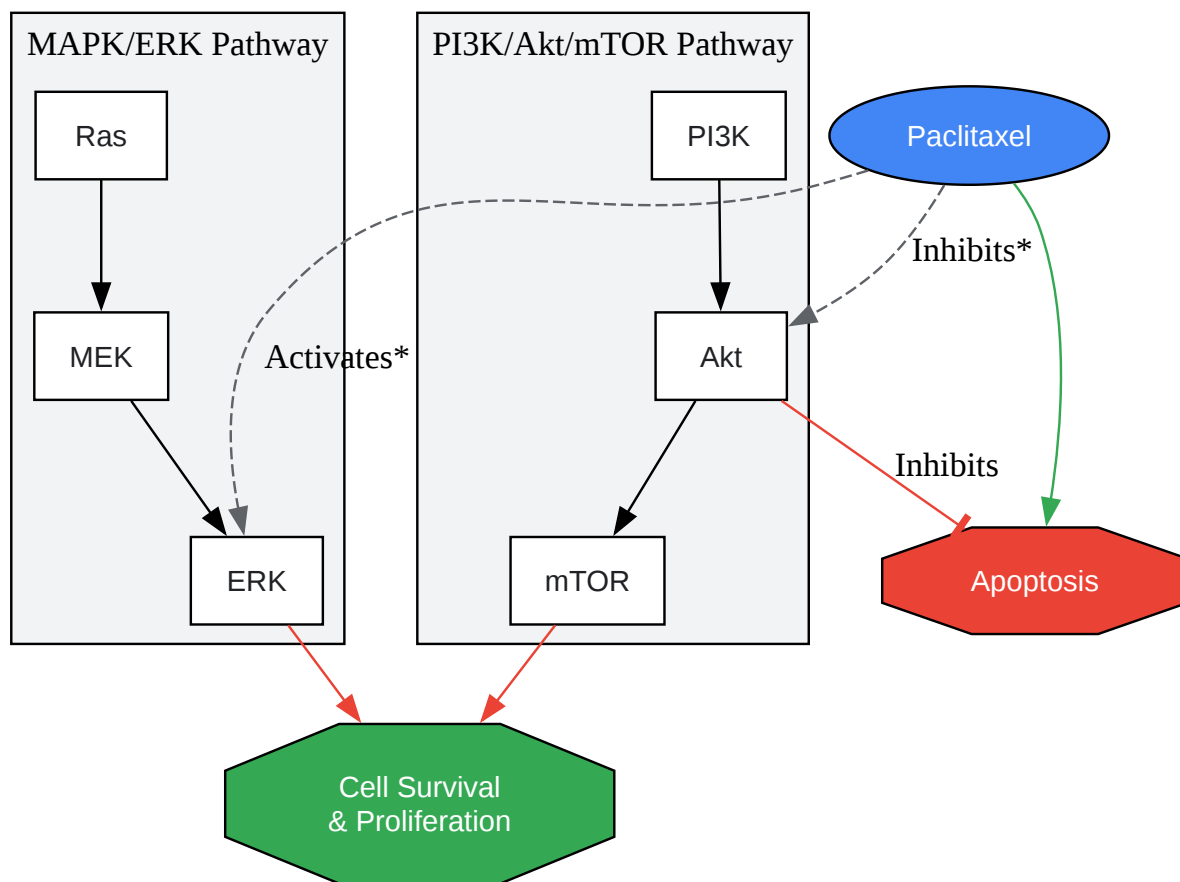 MAPK/ERK Pathway
PI3K/Akt/mTOR Pathway
Ras
PI3K
Paclitaxel
Inhibits*
MEK
Activates*
Akt
Inhibits
ERK
mTOR
Apoptosis
Cell Survival
& Proliferation